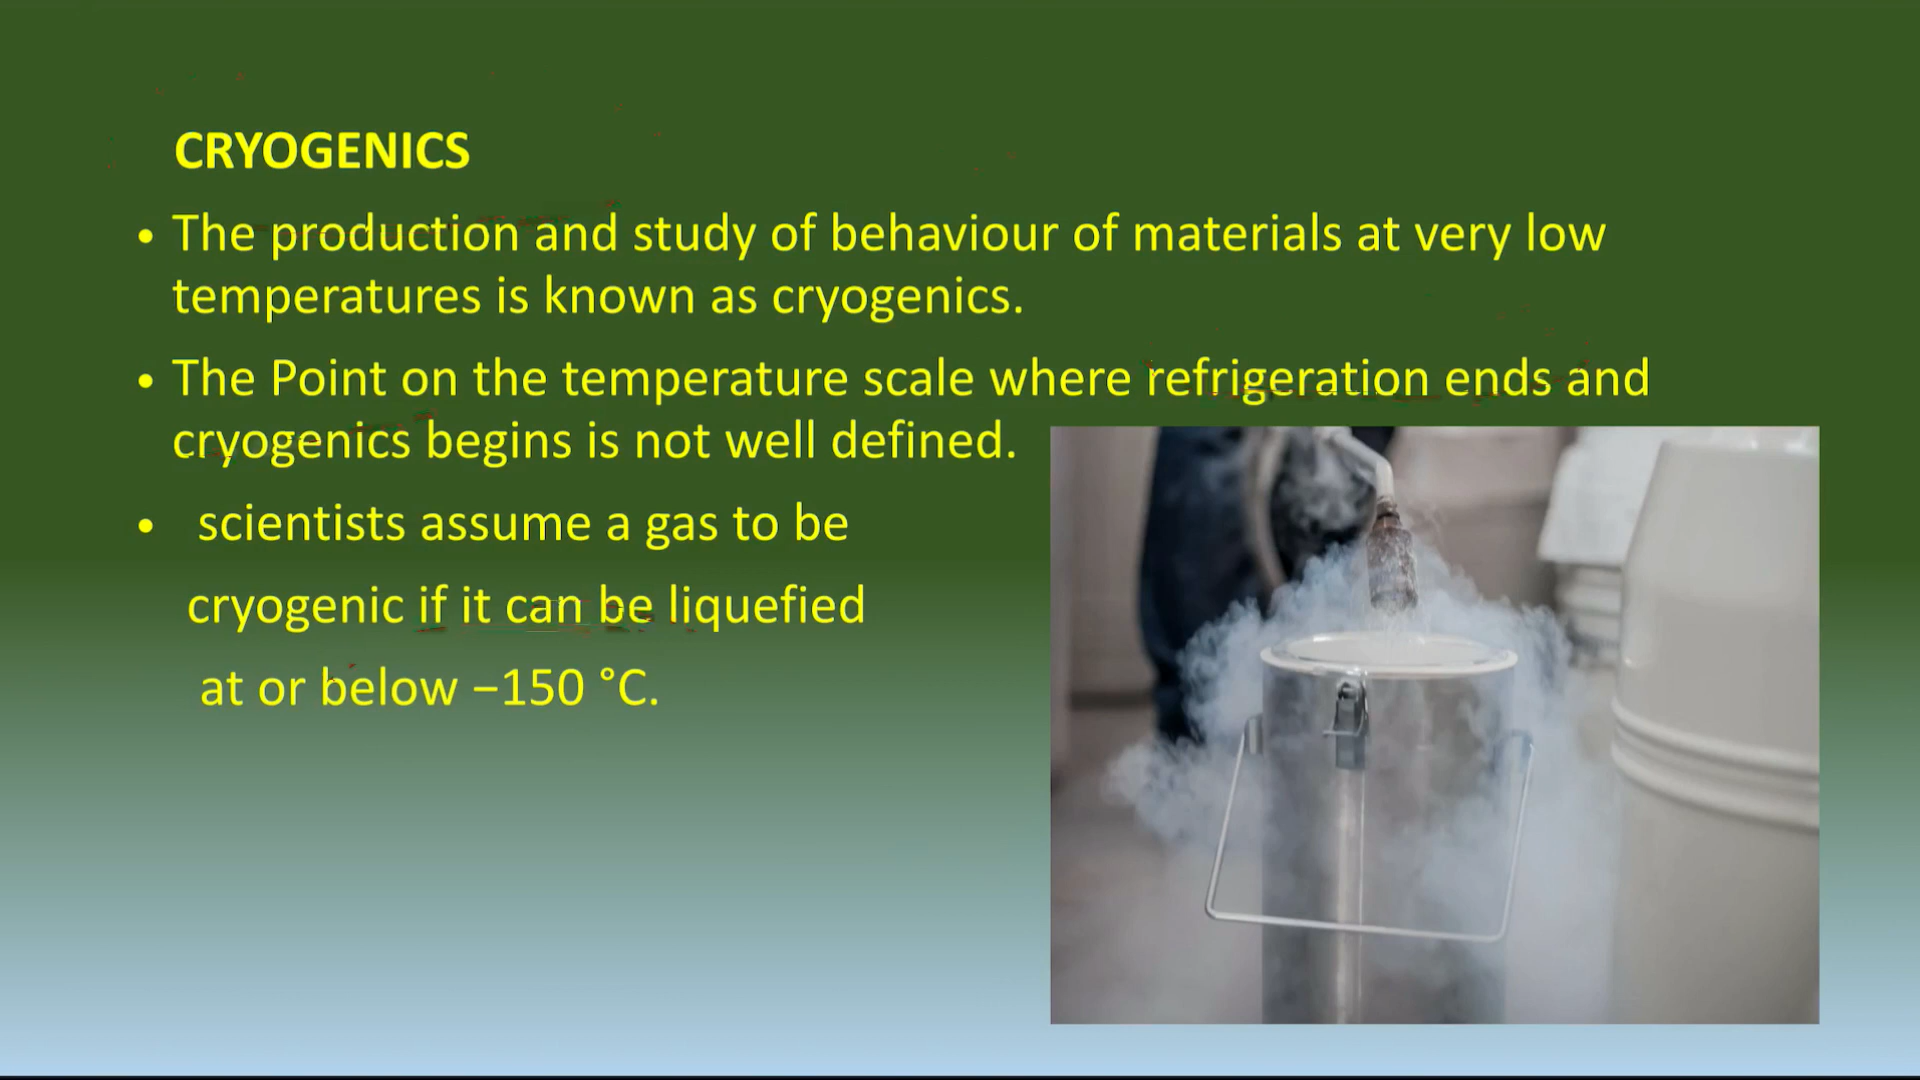 CRYOGENICS
• The production and study of behaviour of materials at very low
temperatures is known as cryogenics.
• The Point on the temperature scale where refrigeration ends and
cryogenics begins is not well defined.
• scientists assume a gas to be
cryogenic if it can be liquefied
at or below −150 °C.